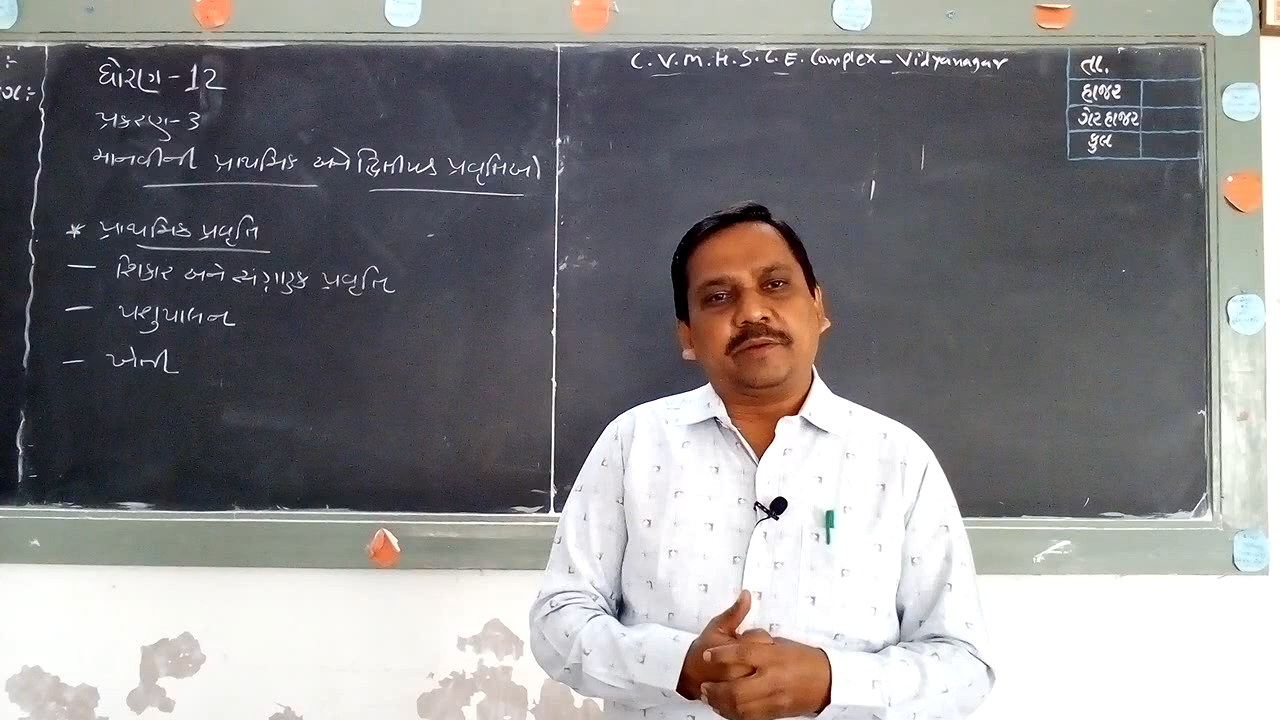 ધોરણ - 12
પ્રકરણ - 3
માનવીની પ્રાથમિક અને દ્વિતીયક પ્રવૃત્તિઓ
* પ્રાથમિક પ્રવૃત્તિ
– શિકાર અને સંગ્રાહક પ્રવૃત્તિ
– પશુપાલન
– ખેતી
C.V.M.H.S.C.E. Complex - Vidyanagar
તા.
હાજર
ગેરહાજર
કુલ